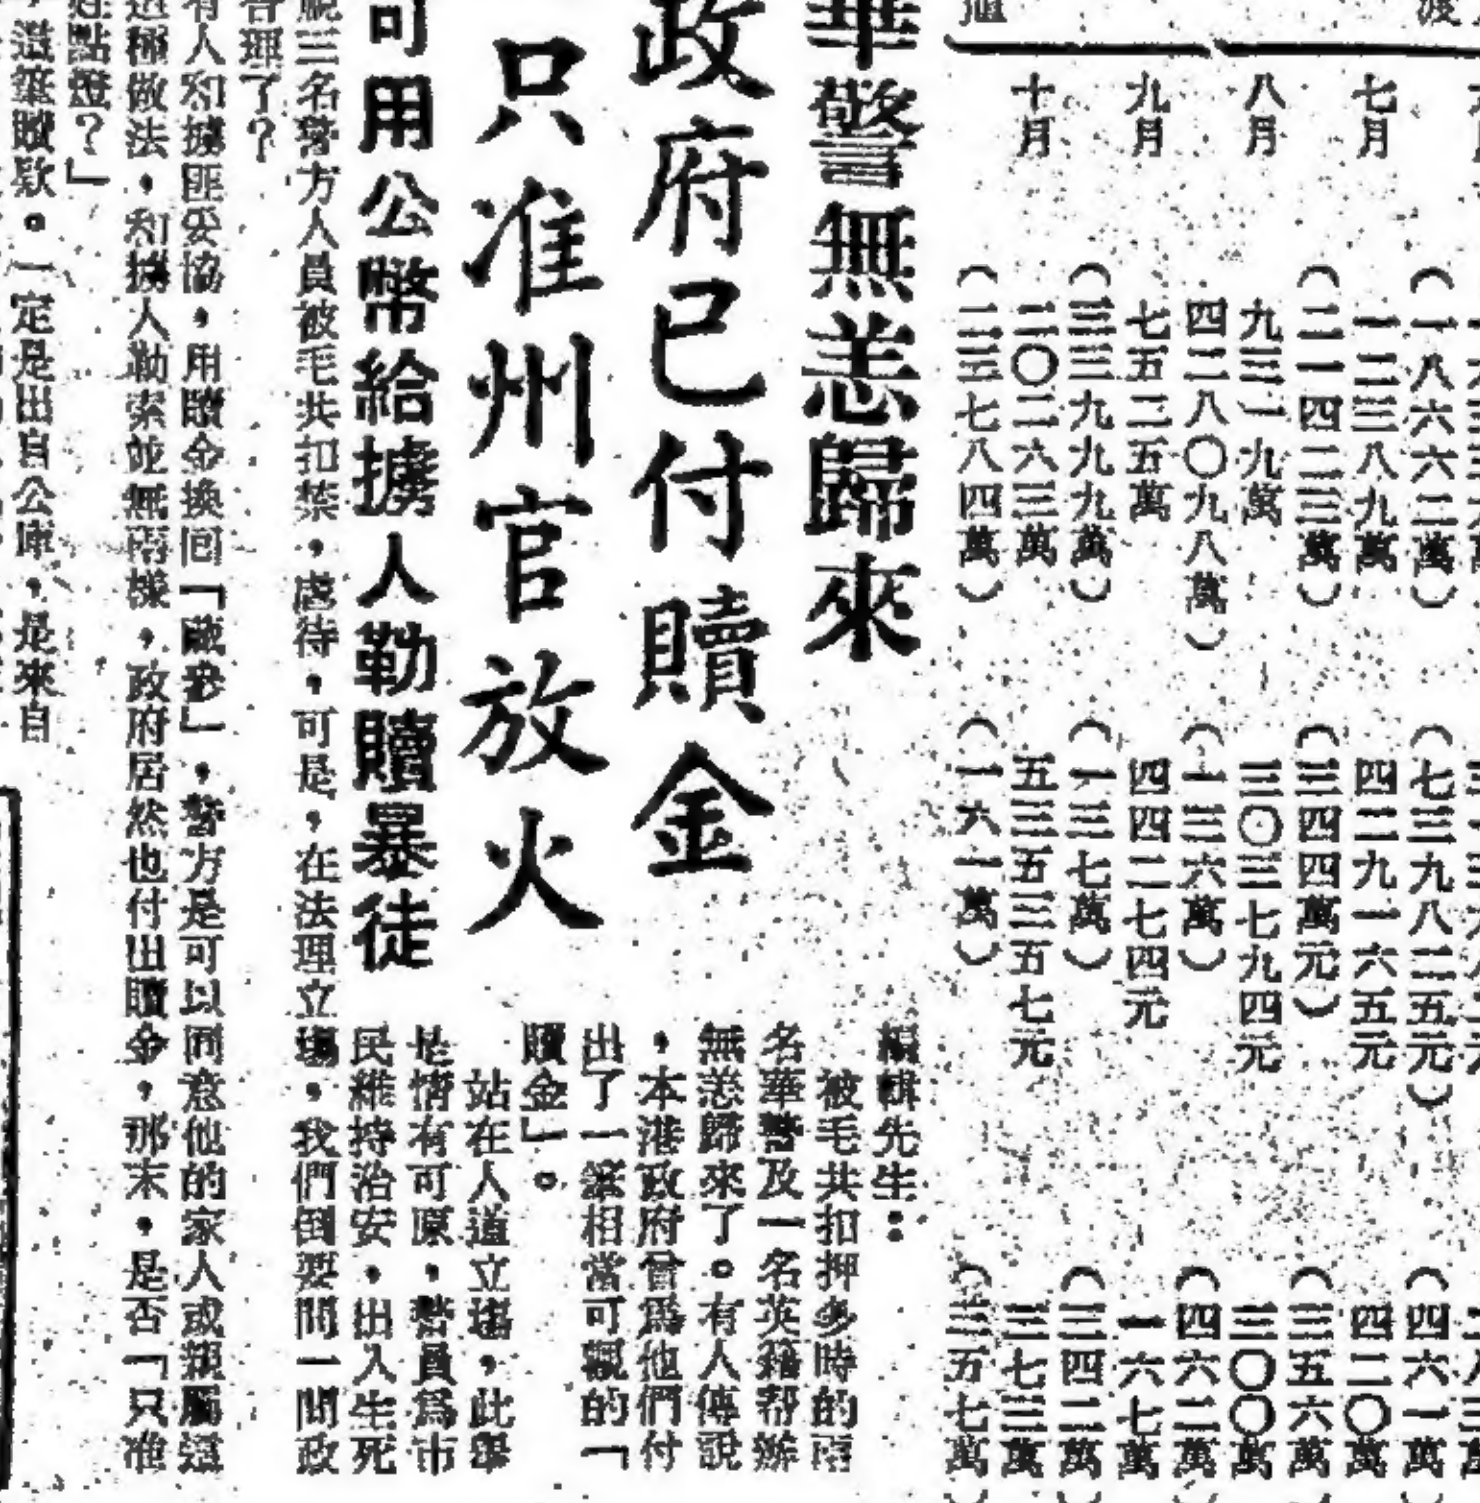 七月
八月
九月
十月
（一八六六二萬）
一二三八九萬
（二一四二三萬）
九三一九萬
四二八〇九八萬）
七五二五萬
（三三九九九萬）
二〇二六三萬
（二三七八四萬）
（七三九八二五元）
四二九一六五元
（三四四萬元）
三〇三七九四元
（一三六萬）
四四二七四元
（一三七萬）
五三五三五七元
（一六一萬）
（四六一萬
四二〇萬
（三五六萬
三〇〇萬
（四六二萬
一六七萬
（三四二萬
三七三萬
（三五七萬
華警無恙歸來
政府已付贖金
只准州官放火
可用公幣給擄人勒贖暴徒
編輯先生：
被毛共扣押多時的兩
名華警及一名英籍帮辦
無恙歸來了。有人傳說
，本港政府曾爲他們付
出了一筆相當可觀的「
贖金」。
站在人道立塲，此舉
是情有可原，警員爲市
民維持治安，出入生死
三名警方人員被毛共扣禁，虐待，可是，在法理立塲，我們倒要問一問政
合理了？
有人和擄匪妥協，用贖金換回「藏參」，警方是可以同意他的家人或親屬這
這種做法，和擄人勒索並無兩樣，政府居然也付出贖金，那末，是否「只准
姓點燈？」
，這筆贖欵。一定是出自公庫，是來自